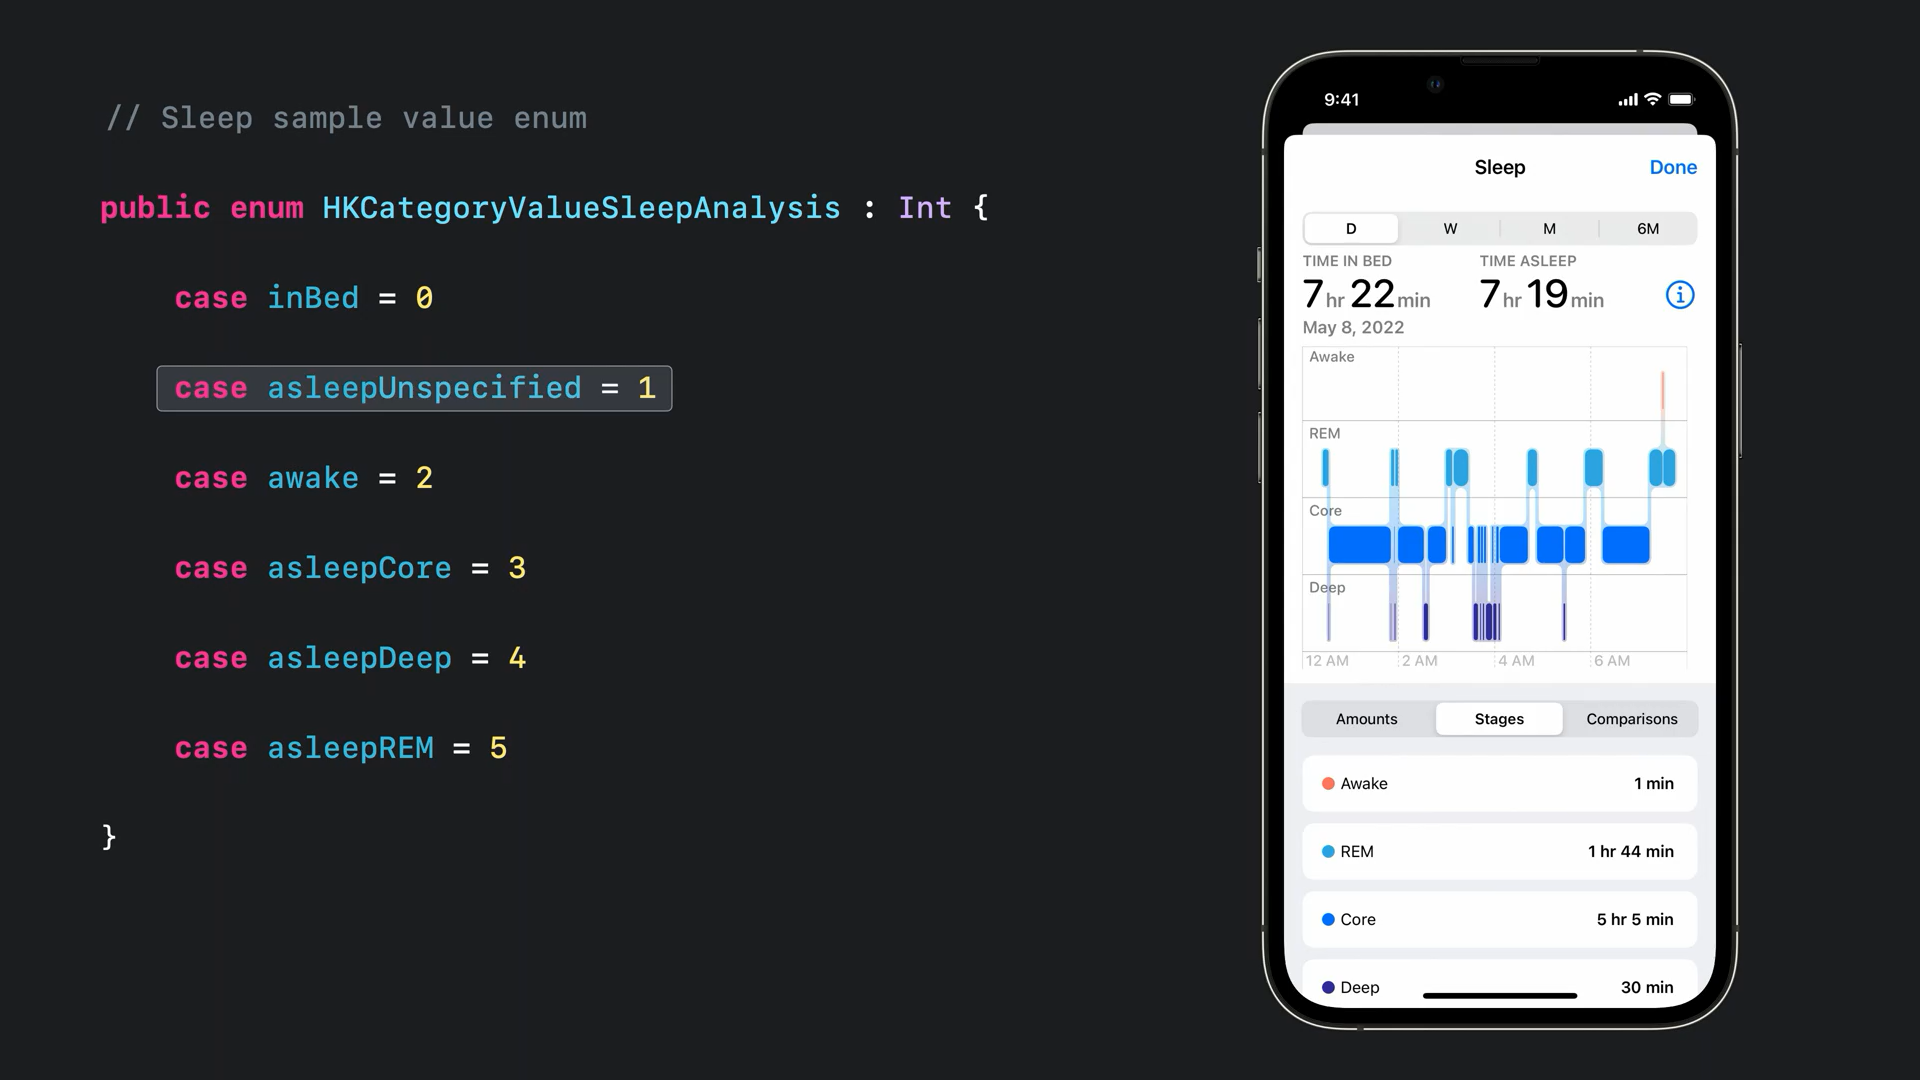 // Sleep sample value enum
public enum HKCategoryValueSleepAnalysis : Int {
case inBed = 0
case asleepUnspecified = 1
case awake = 2
case asleepCore = 3
case asleepDeep = 4
case asleepREM = 5
}
9:41
Sleep Done
D W M 6M
TIME IN BED TIME ASLEEP
7 hr 22 min 7 hr 19 min
May 8, 2022
Awake
REM
Core
Deep
12 AM 2 AM 4 AM 6 AM
Amounts Stages Comparisons
Awake 1 min
REM 1 hr 44 min
Core 5 hr 5 min
Deep 30 min